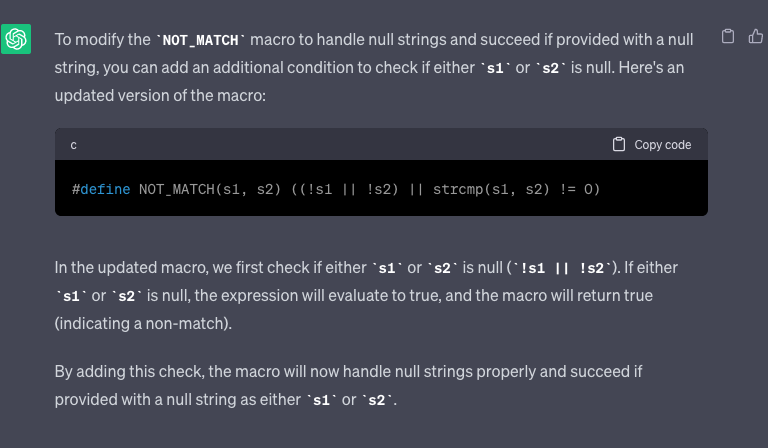 To modify the `NOT_MATCH` macro to handle null strings and succeed if provided with a null
string, you can add an additional condition to check if either `s1` or `s2` is null. Here's an
updated version of the macro:
c
Copy code
#define NOT_MATCH(s1, s2) ((!s1 || !s2) || strcmp(s1, s2) != 0)
In the updated macro, we first check if either `s1` or `s2` is null (`!s1 || !s2`). If either
`s1` or `s2` is null, the expression will evaluate to true, and the macro will return true
(indicating a non-match).
By adding this check, the macro will now handle null strings properly and succeed if
provided with a null string as either `s1` or `s2`.